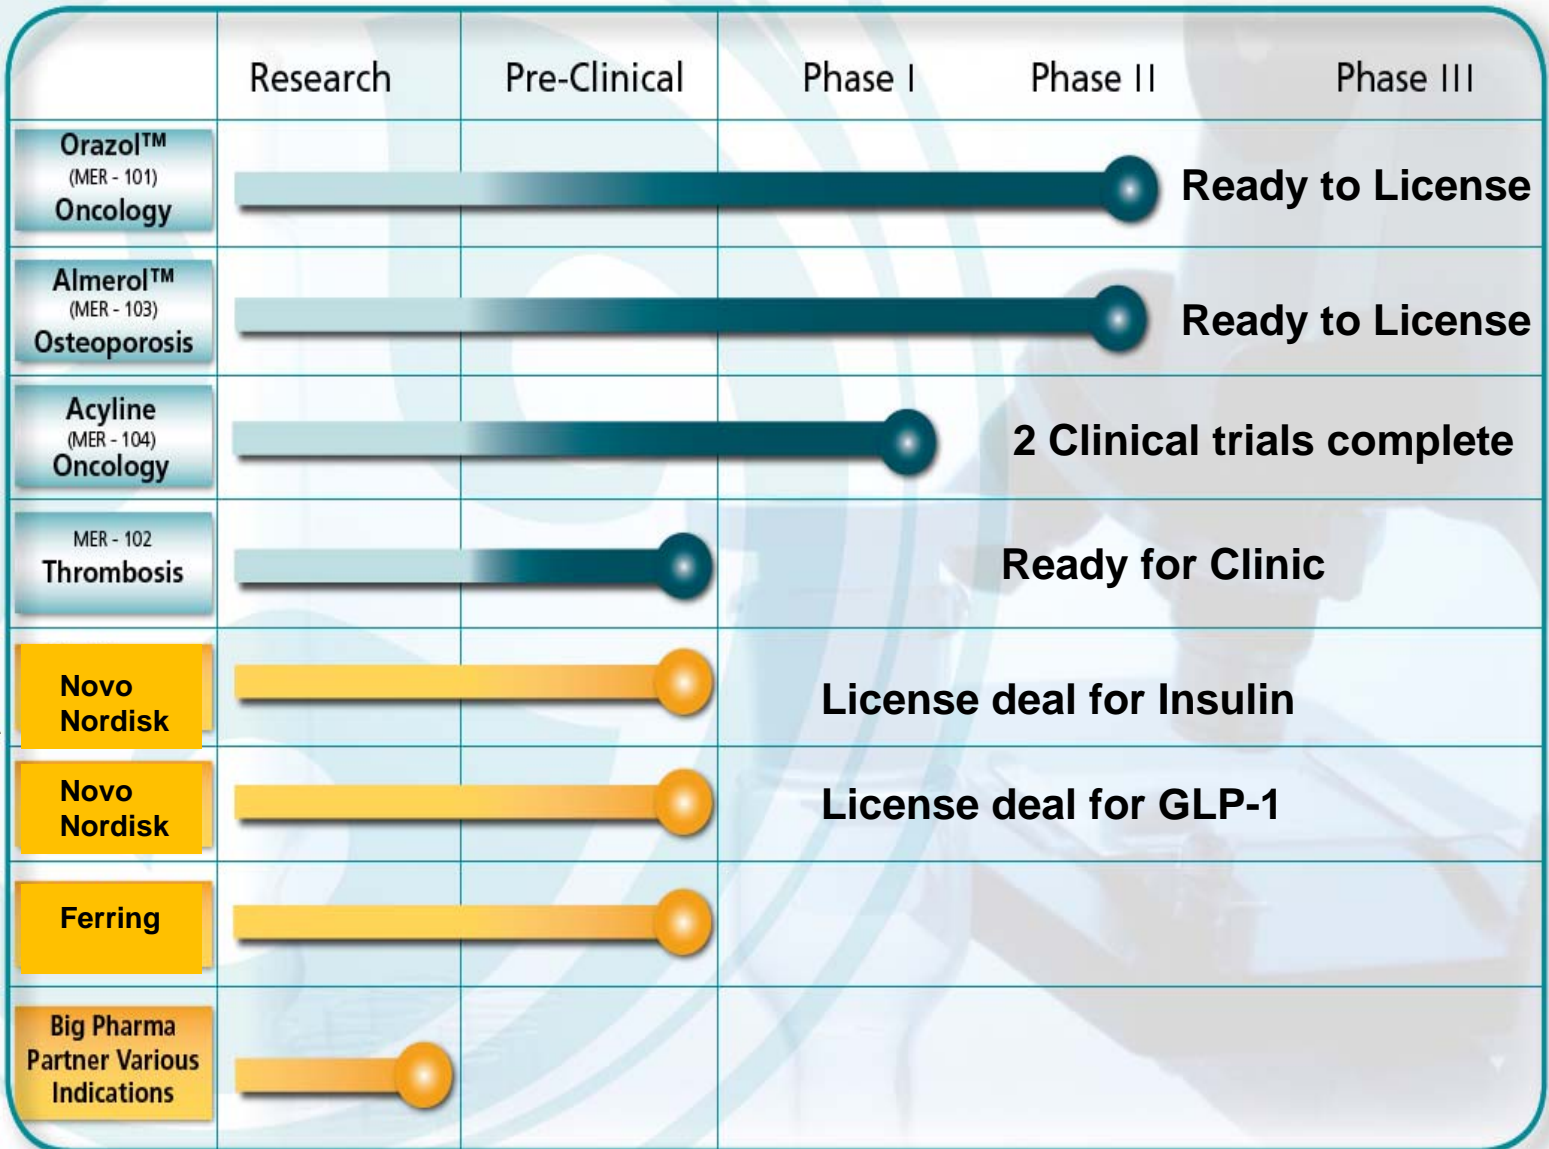 Research Pre-Clinical Phase I Phase II Phase III
Orazol™
(MER - 101)
Oncology
Ready to License
Almerol™
(MER - 103)
Osteoporosis
Ready to License
Acyline
(MER - 104)
Oncology
2 Clinical trials complete
MER - 102
Thrombosis
Ready for Clinic
Novo
Nordisk
License deal for Insulin
Novo
Nordisk
License deal for GLP-1
Ferring
Big Pharma
Partner Various
Indications